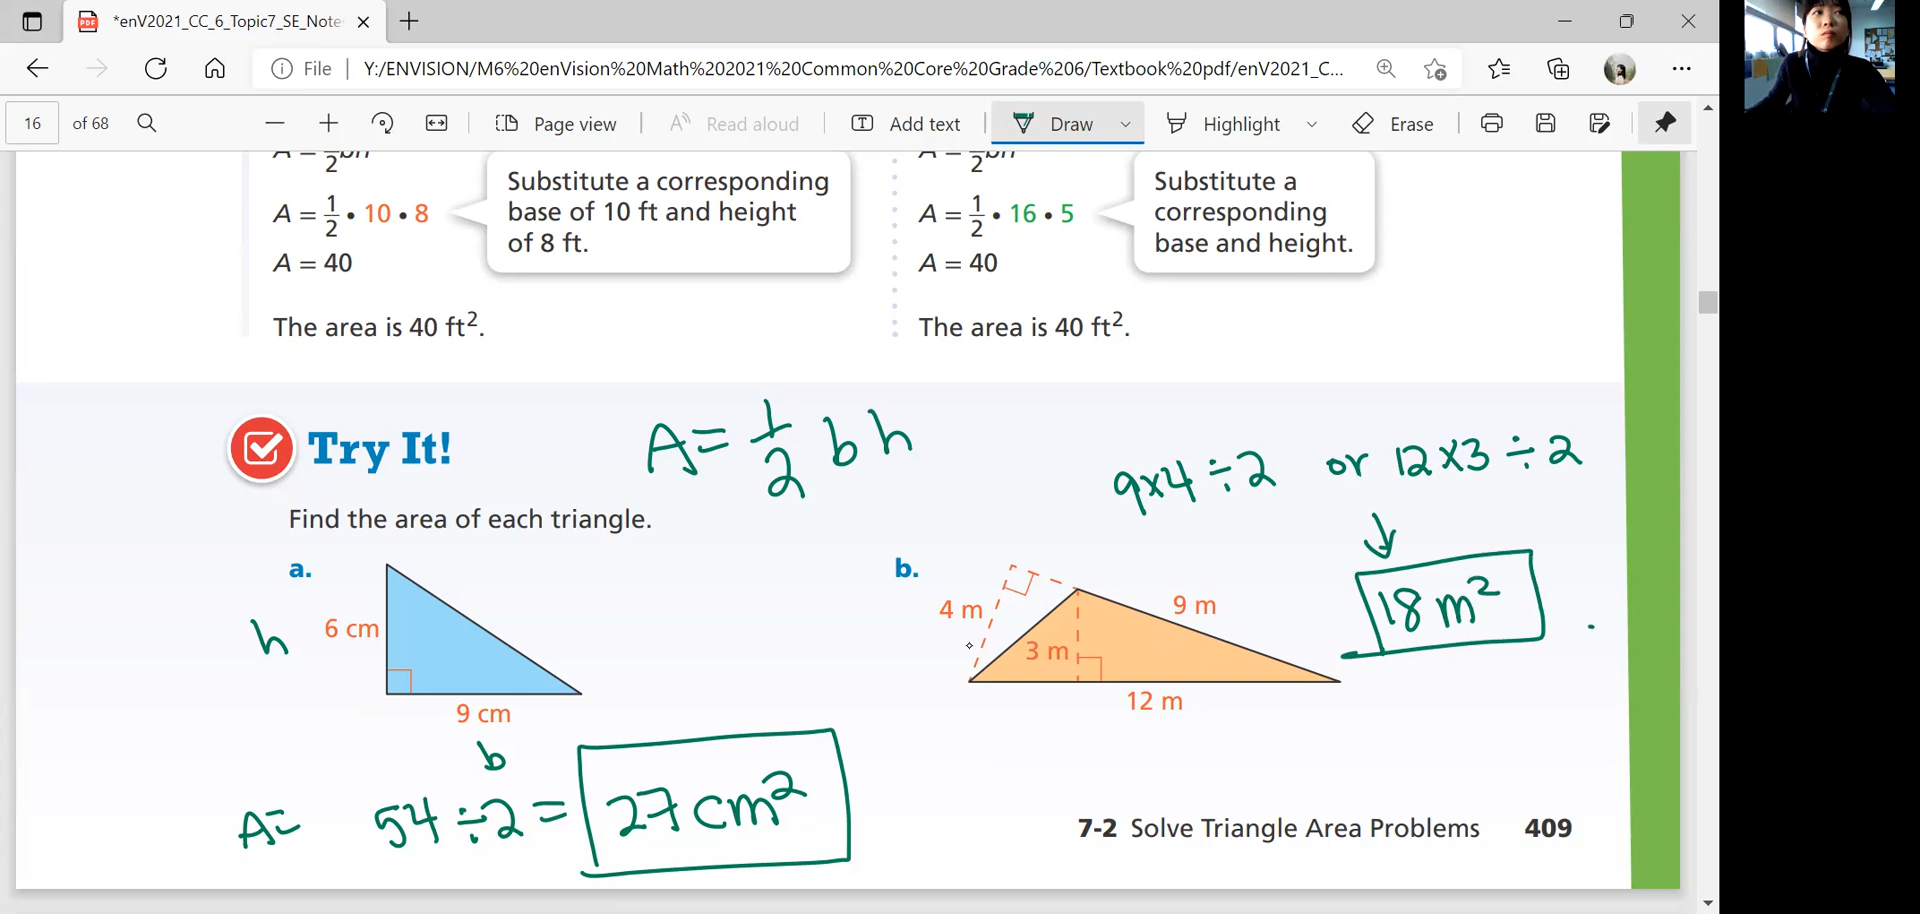 *enV2021_CC_6_Topic7_SE_Note
File
Y:/ENVISION/M6%20enVision%20Math%202021%20Common%20Core%20Grade%206/Textbook%20pdf/enV2021_C...
16 of 68
Page view
Read aloud
Add text
Draw
Highlight
Erase
A = 1/2 • 10 • 8
A = 40
The area is 40 ft².
Substitute a corresponding
base of 10 ft and height
of 8 ft.
A = 1/2 • 16 • 5
A = 40
The area is 40 ft².
Substitute a
corresponding
base and height.
Try It!
A = 1/2 b h
9x4 ÷ 2 or 12x3 ÷ 2
Find the area of each triangle.
a.
h
6 cm
9 cm
b
A= 54 ÷ 2 = 27 cm²
b.
4 m
9 m
3 m
12 m
18 m²
7-2 Solve Triangle Area Problems 409